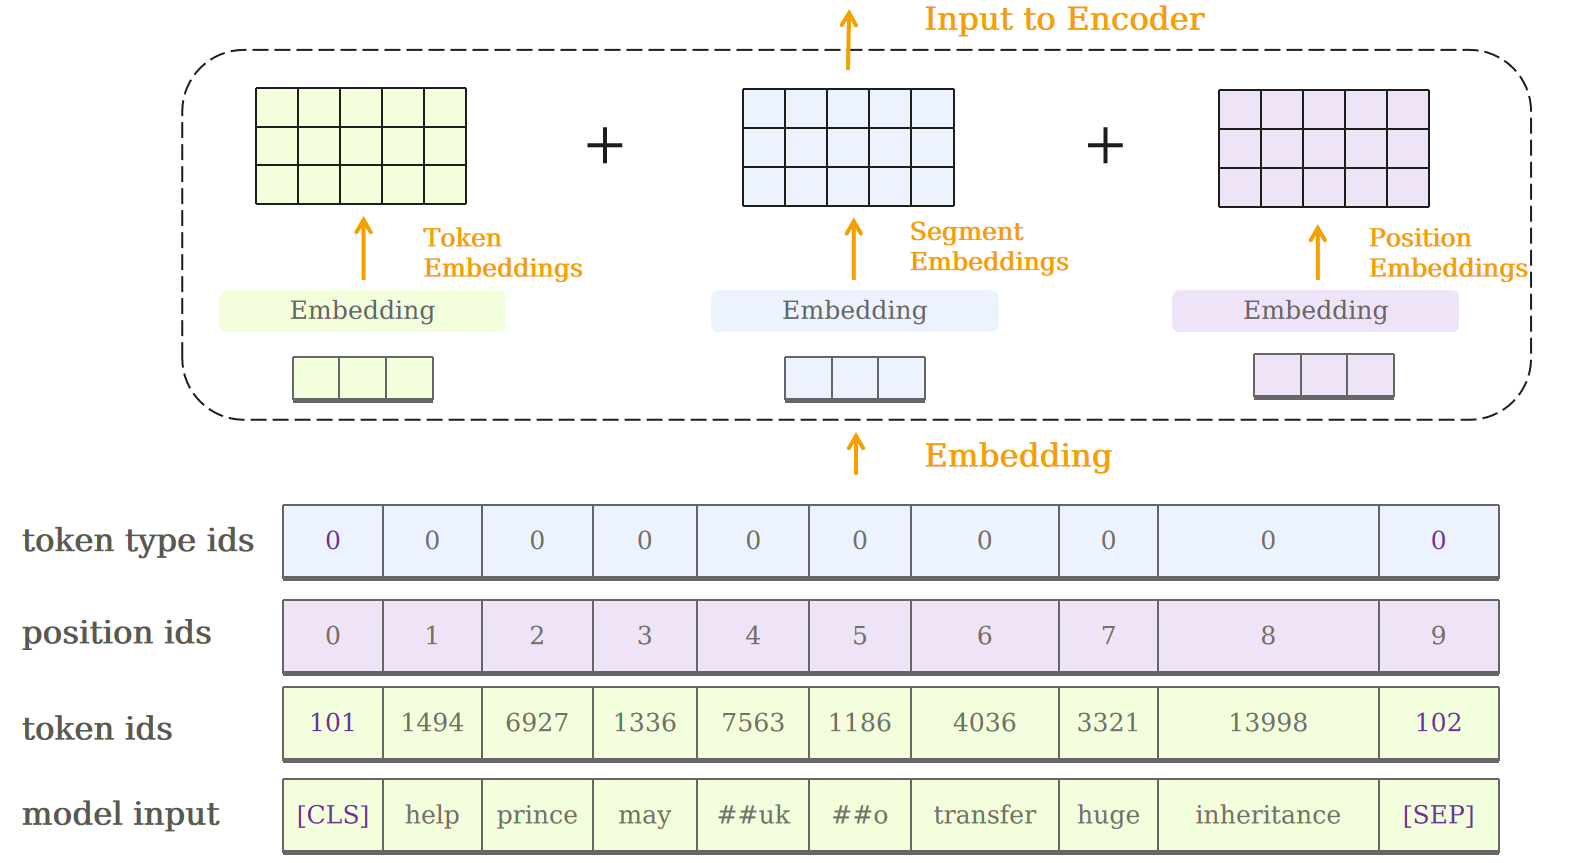 Input to Encoder
+
+
Token
Embeddings
Segment
Embeddings
Position
Embeddings
Embedding
Embedding
Embedding
Embedding
token type ids 0 0 0 0 0 0 0 0 0 0
position ids 0 1 2 3 4 5 6 7 8 9
token ids 101 1494 6927 1336 7563 1186 4036 3321 13998 102
model input [CLS] help prince may ##uk ##o transfer huge inheritance [SEP]